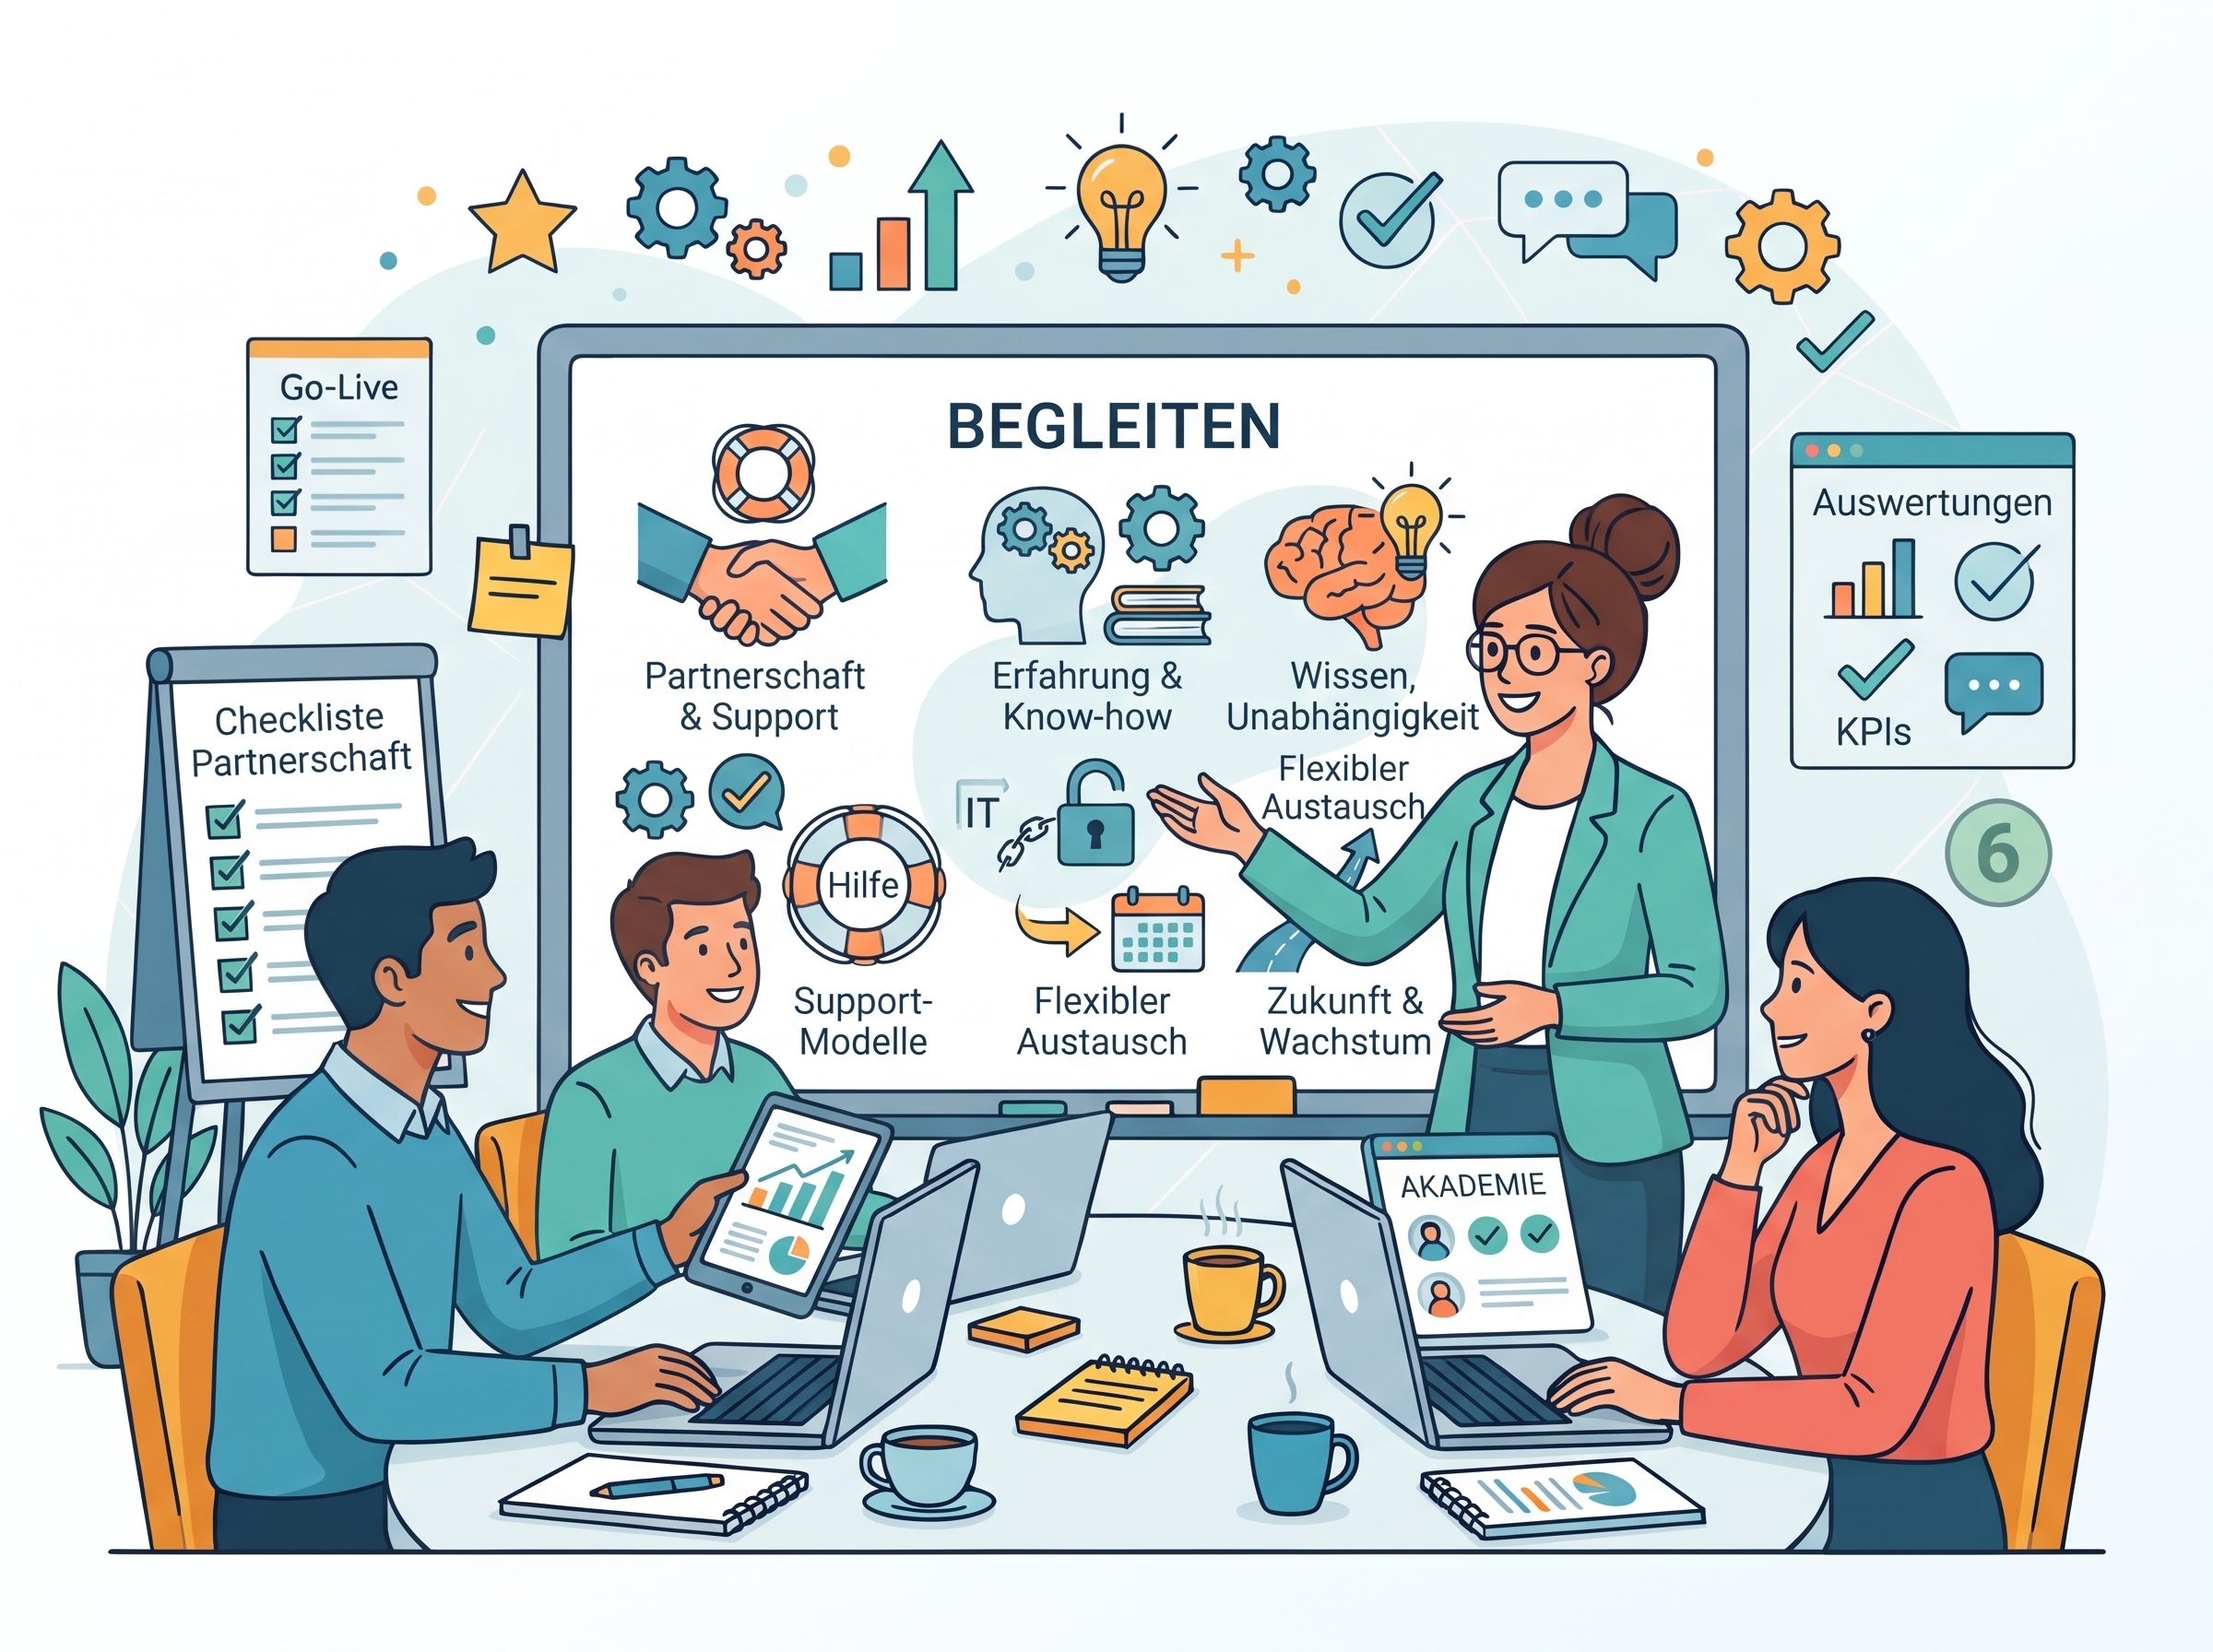 Go-Live
BEGLEITEN
Partnerschaft
& Support
Erfahrung &
Know-how
Wissen,
Unabhängigkeit
Flexibler
Austausch
IT
Hilfe
Support-
Modelle
Flexibler
Austausch
Zukunft &
Wachstum
Checkliste
Partnerschaft
Auswertungen
KPIs
6
AKADEMIE